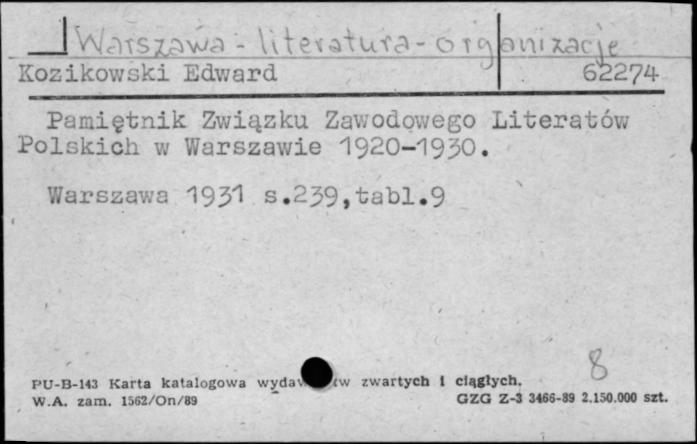 Warszawa - literatura - organizacje
Kozikowski Edward 62274
Pamiętnik Związku Zawodowego Literatów
Polskich w Warszawie 1920-1930.
Warszawa 1931 s.239,tabl.9
8
PU-B-143 Karta katalogowa zwartych i ciągłych.
W.A. zam. 1562/On/89 GZG Z-3 3466-89 2.150.000 szt.